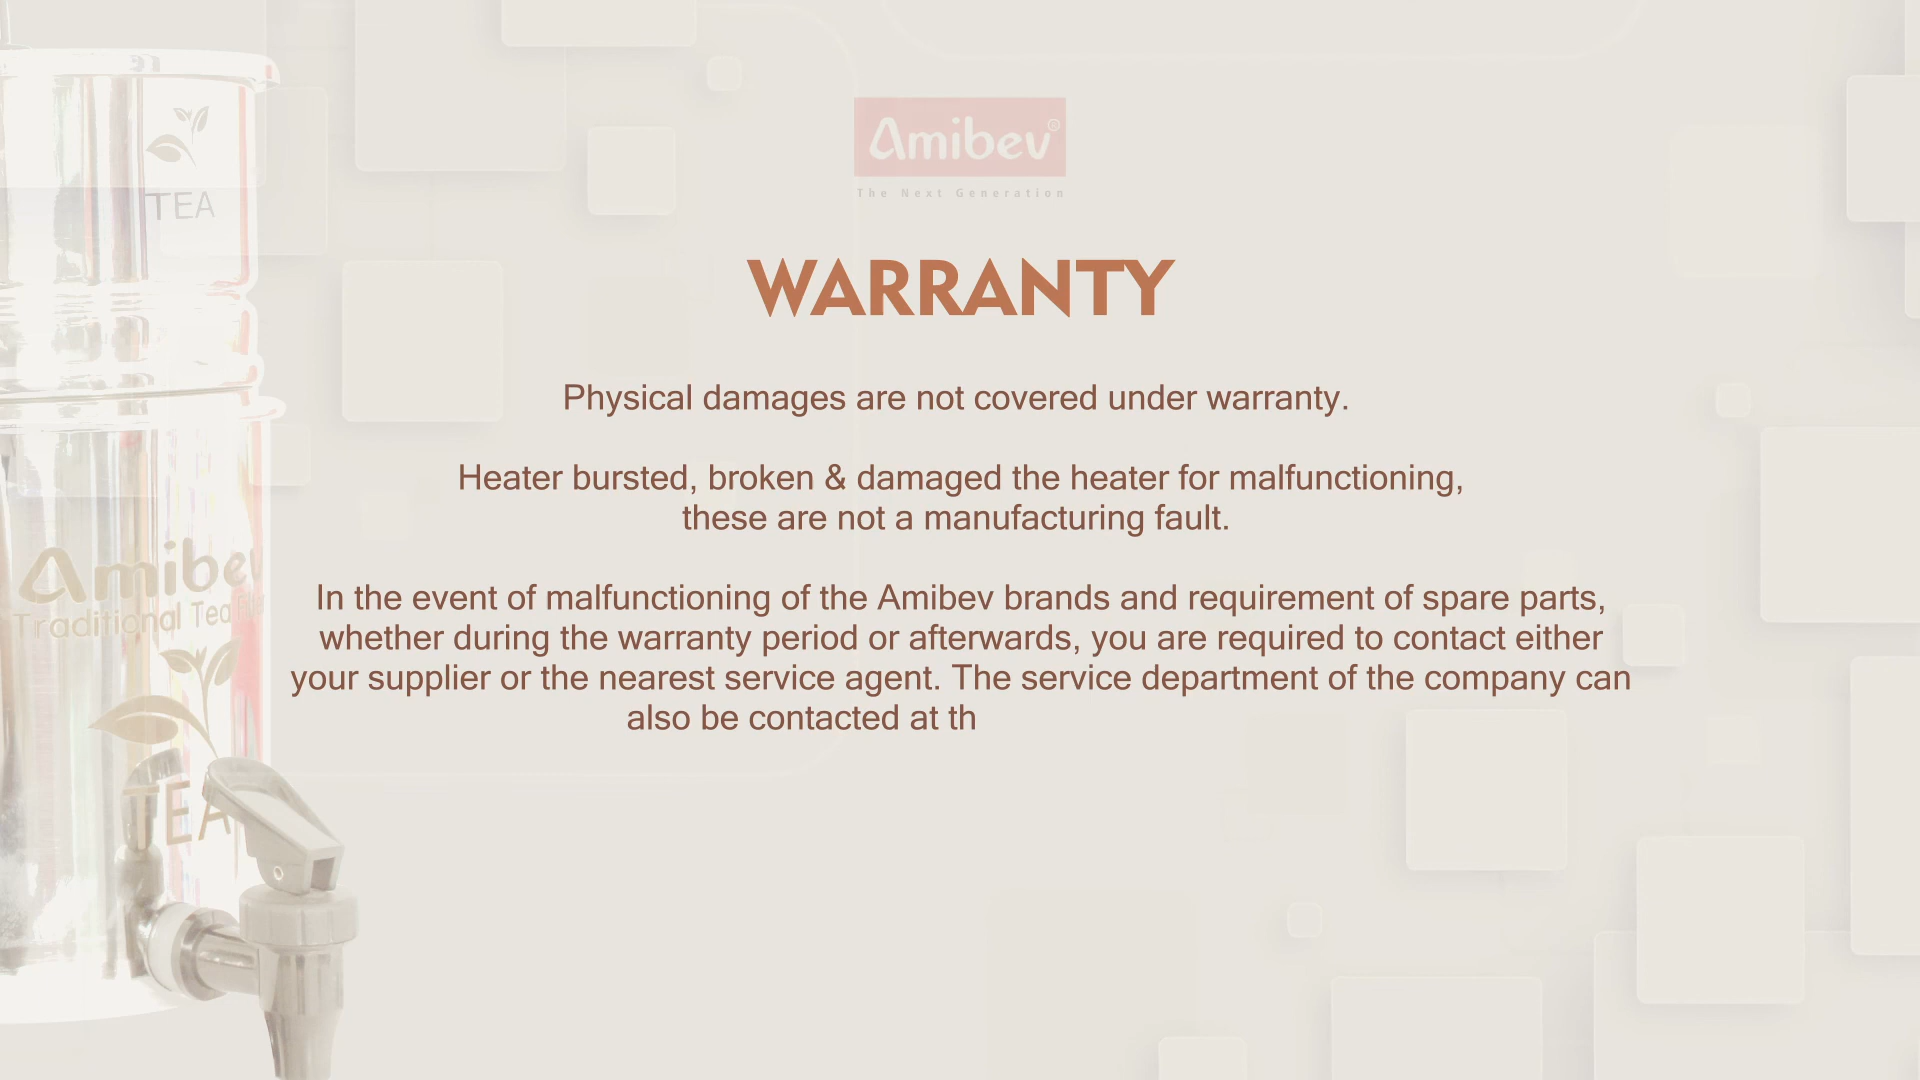 TEA
Amibev
The Next Generation
WARRANTY
Physical damages are not covered under warranty.
Heater bursted, broken & damaged the heater for malfunctioning,
these are not a manufacturing fault.
In the event of malfunctioning of the Amibev brands and requirement of spare parts,
whether during the warranty period or afterwards, you are required to contact either
your supplier or the nearest service agent. The service department of the company can
also be contacted at th
Amibev
Traditional Tea
TEA